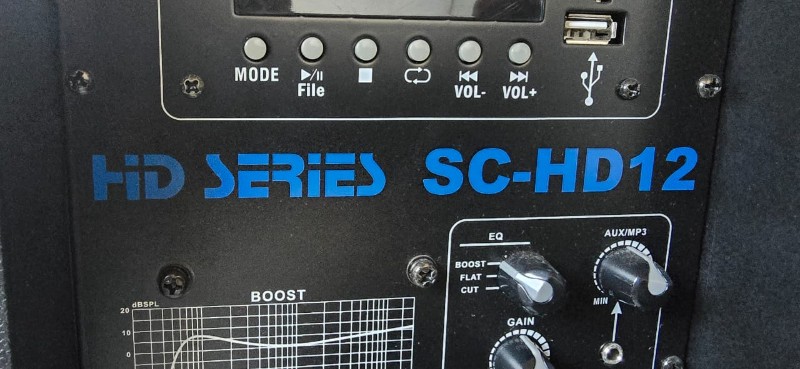 MODE
File
VOL-
VOL+
HD SERIES SC-HD12
EQ
BOOST
FLAT
CUT
AUX/MP3
MIN
GAIN
BOOST
dBSPL
20
10
0